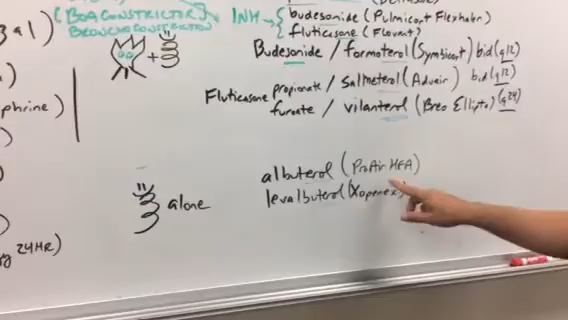 {BOA CONSTRICTOR}
BRONCHOCONSTRICTION
INH
budesonide (Pulmicort Flexhaler)
fluticasone (Flovent)
al)
phrine)
24HR)
+
Budesonide / formoterol (Symbicort) bid (q12)
Fluticasone propionate / Salmeterol (Advair) bid (q12)
furoate / vilanterol (Breo Ellipta) (q24)
albuterol (ProAir HFA)
levalbuterol (Xopenex)
alone